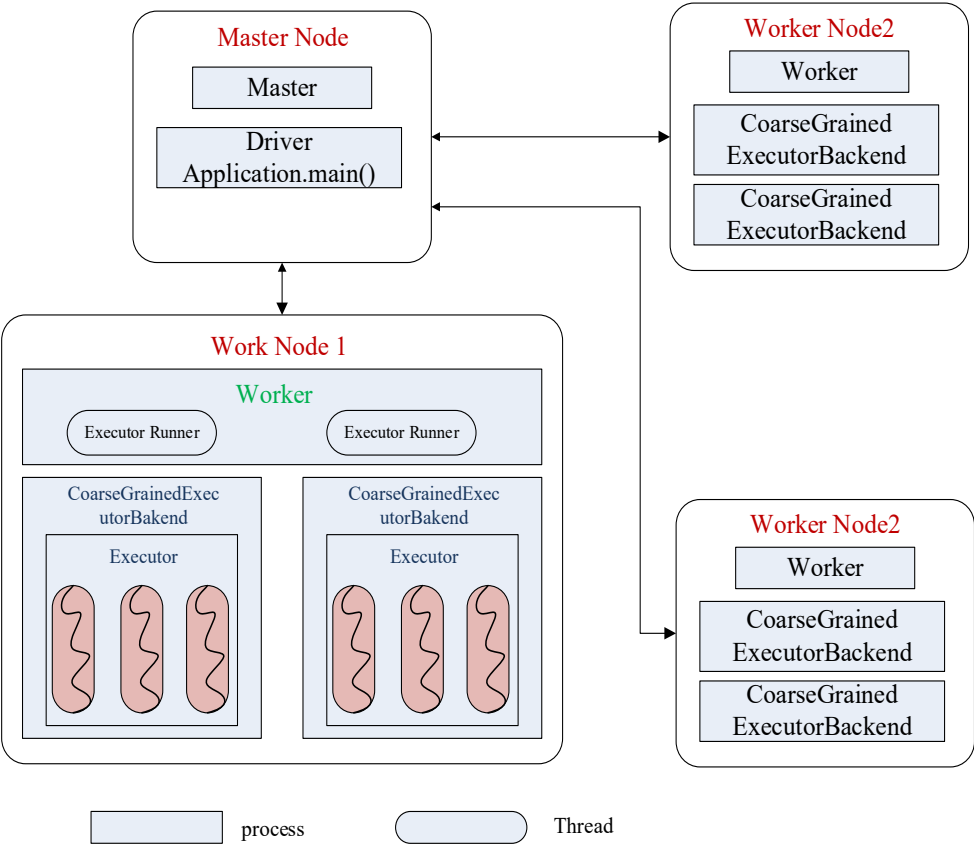 Master Node
Master
Driver
Application.main()
Worker Node2
Worker
CoarseGrained
ExecutorBackend
CoarseGrained
ExecutorBackend
Work Node 1
Worker
Executor Runner
Executor Runner
CoarseGrainedExec
utorBakend
Executor
CoarseGrainedExec
utorBakend
Executor
Worker Node2
Worker
CoarseGrained
ExecutorBackend
CoarseGrained
ExecutorBackend
process
Thread